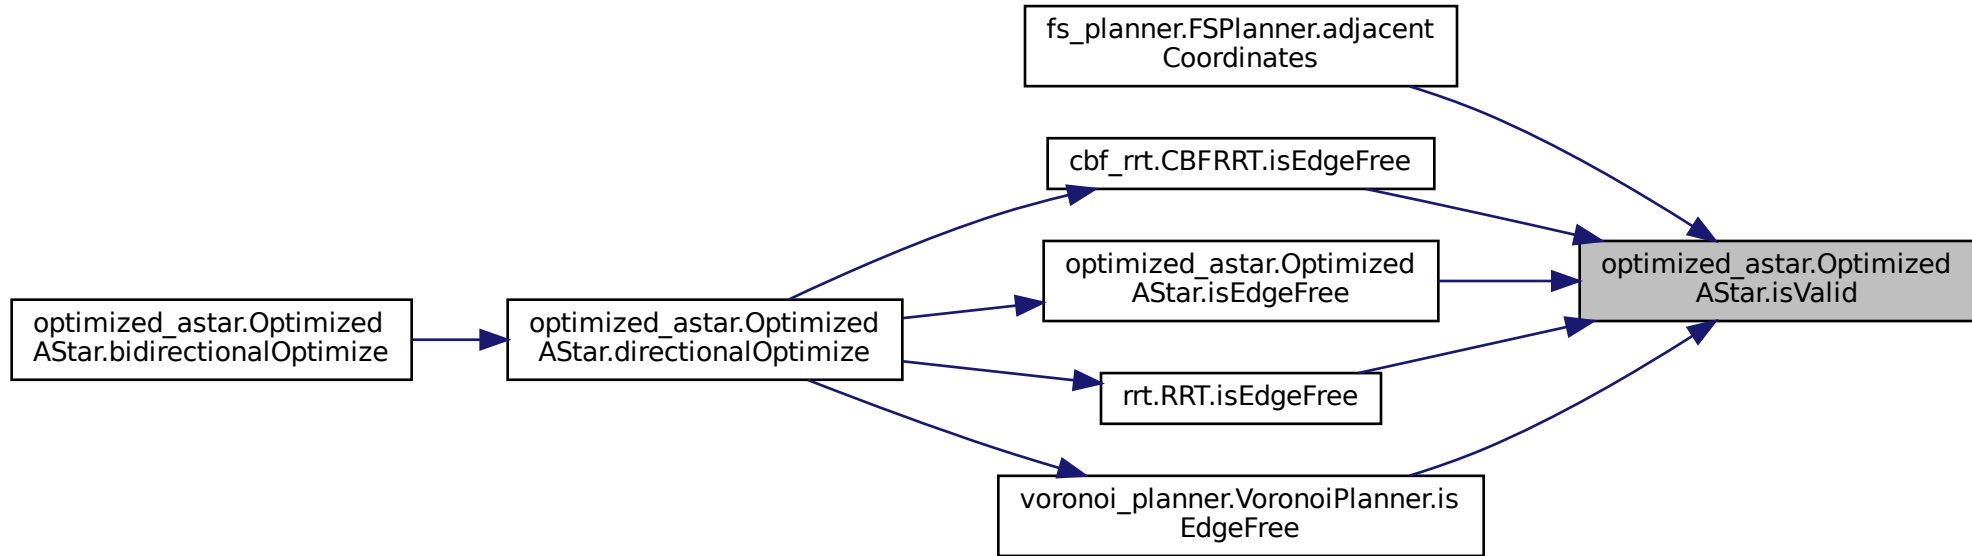 fs_planner.FSPlanner.adjacent
Coordinates
cbf_rrt.CBFRRT.isEdgeFree
optimized_astar.Optimized
AStar.isEdgeFree
optimized_astar.Optimized
AStar.isValid
optimized_astar.Optimized
AStar.bidirectionalOptimize
optimized_astar.Optimized
AStar.directionalOptimize
rrt.RRT.isEdgeFree
voronoi_planner.VoronoiPlanner.is
EdgeFree